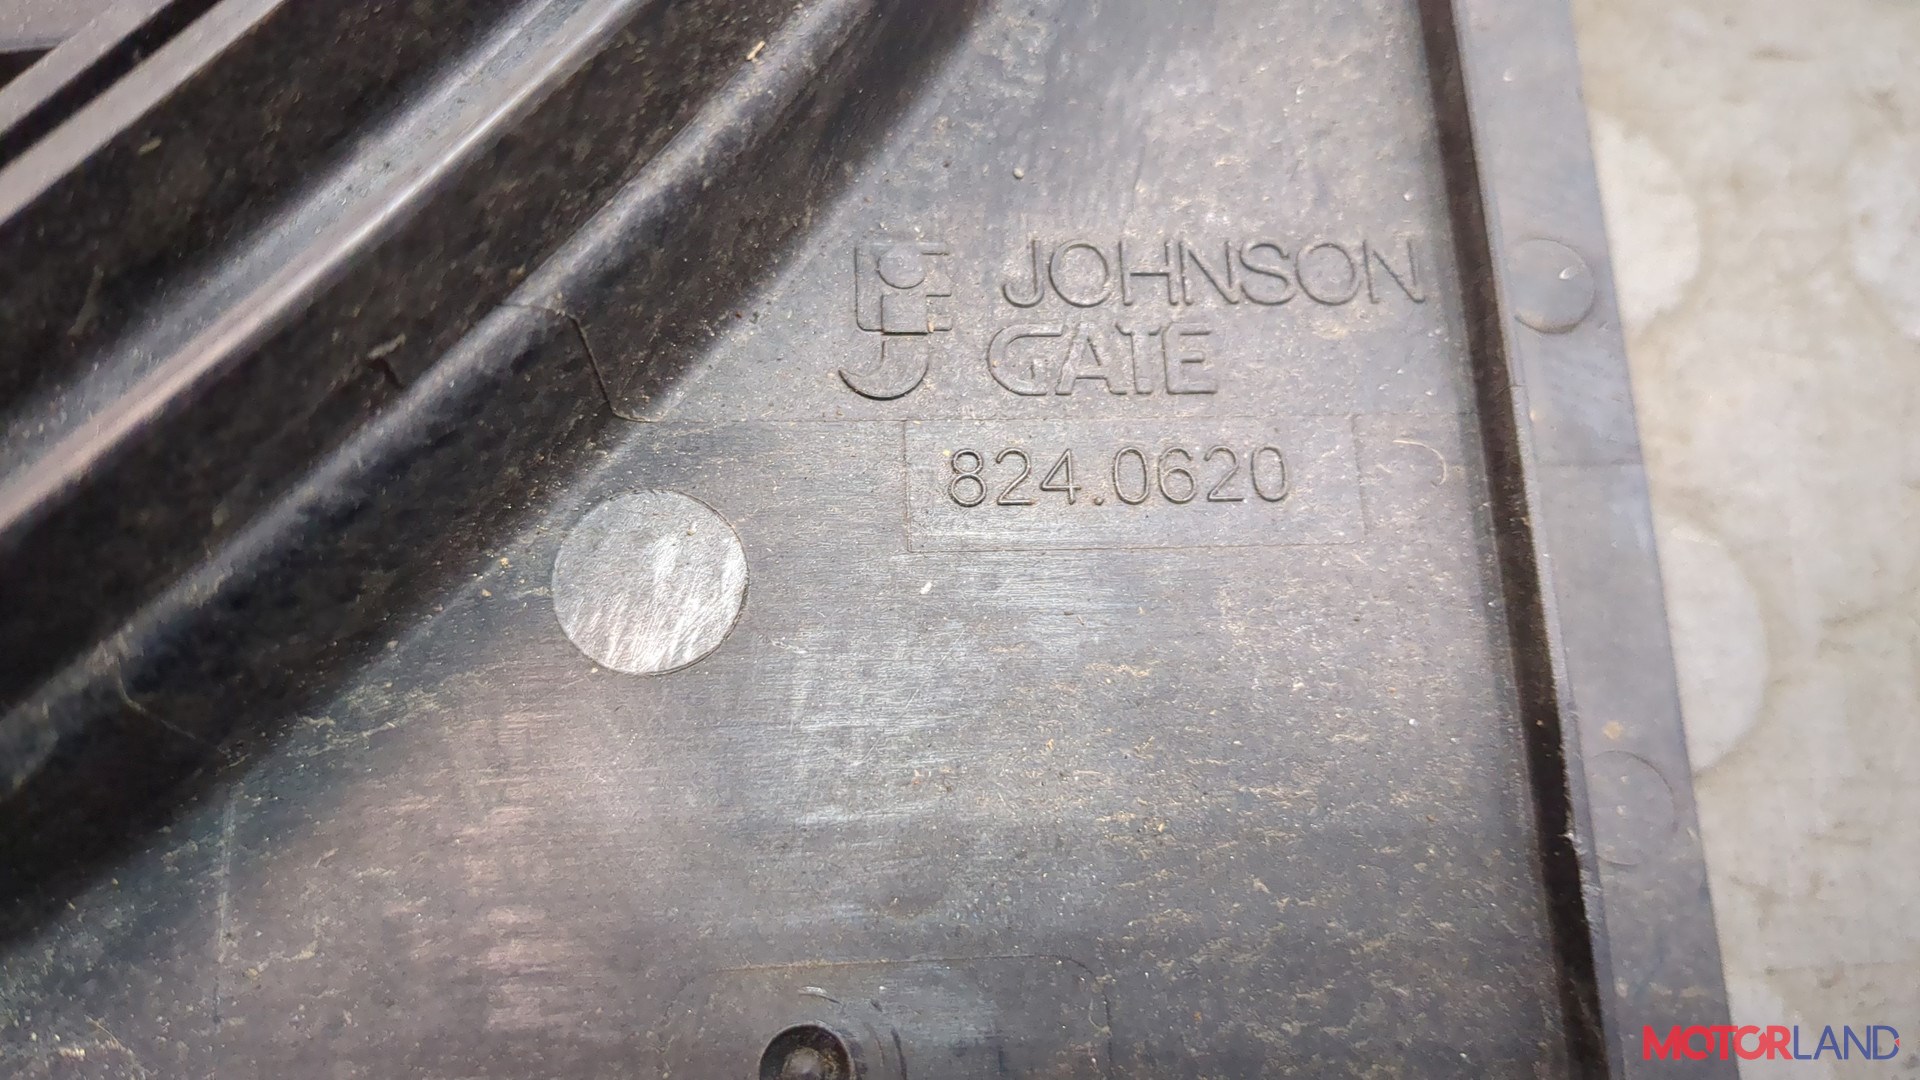 JOHNSON
GATE
824.0620
MOTORLAND